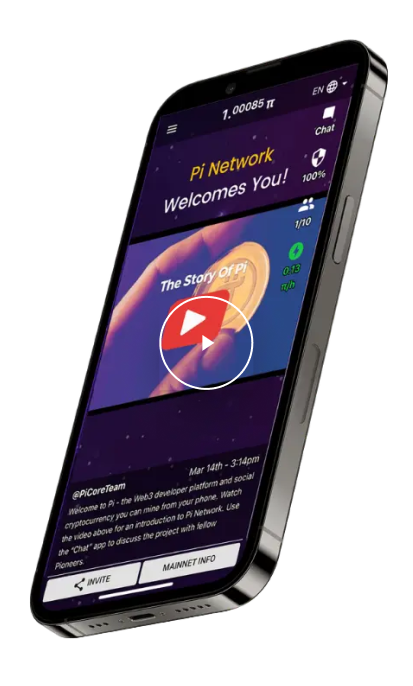 1.00085 π
EN
Chat
Pi Network
Welcomes You!
100%
1/10
0.13
π/h
The Story Of Pi
Mar 14th - 3:14pm
@PiCoreTeam
Welcome to Pi - the Web3 developer platform and social
cryptocurrency you can mine from your phone. Watch
the video above for an introduction to Pi Network. Use
the "Chat" app to discuss the project with fellow
Pioneers.
INVITE
MAINNET INFO